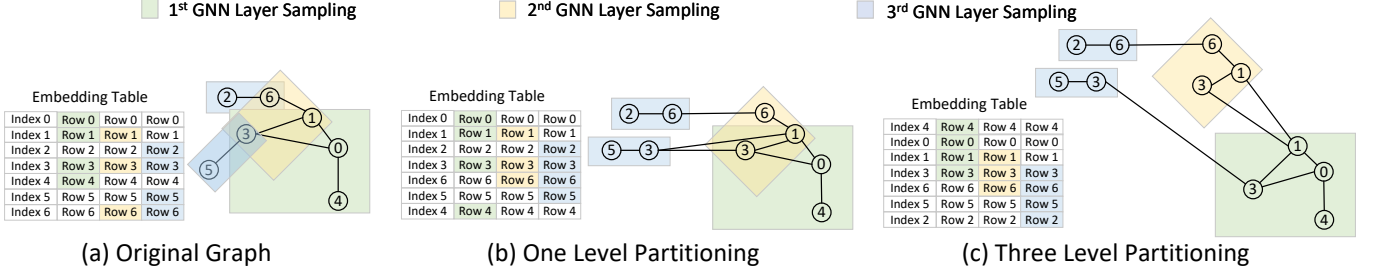 1st GNN Layer Sampling
2nd GNN Layer Sampling
3rd GNN Layer Sampling
Embedding Table
Index 0 Row 0 Row 0 Row 0
Index 1 Row 1 Row 1 Row 1
Index 2 Row 2 Row 2 Row 2
Index 3 Row 3 Row 3 Row 3
Index 4 Row 4 Row 4 Row 4
Index 5 Row 5 Row 5 Row 5
Index 6 Row 6 Row 6 Row 6
2
6
1
3
0
5
4
(a) Original Graph
Embedding Table
Index 0 Row 0 Row 0 Row 0
Index 1 Row 1 Row 1 Row 1
Index 2 Row 2 Row 2 Row 2
Index 3 Row 3 Row 3 Row 3
Index 6 Row 6 Row 6 Row 6
Index 5 Row 5 Row 5 Row 5
Index 4 Row 4 Row 4 Row 4
2
6
6
1
5
3
3
0
4
(b) One Level Partitioning
Embedding Table
Index 4 Row 4 Row 4 Row 4
Index 0 Row 0 Row 0 Row 0
Index 1 Row 1 Row 1 Row 1
Index 3 Row 3 Row 3 Row 3
Index 6 Row 6 Row 6 Row 6
Index 5 Row 5 Row 5 Row 5
Index 2 Row 2 Row 2 Row 2
2
6
6
5
3
1
3
1
0
3
4
(c) Three Level Partitioning